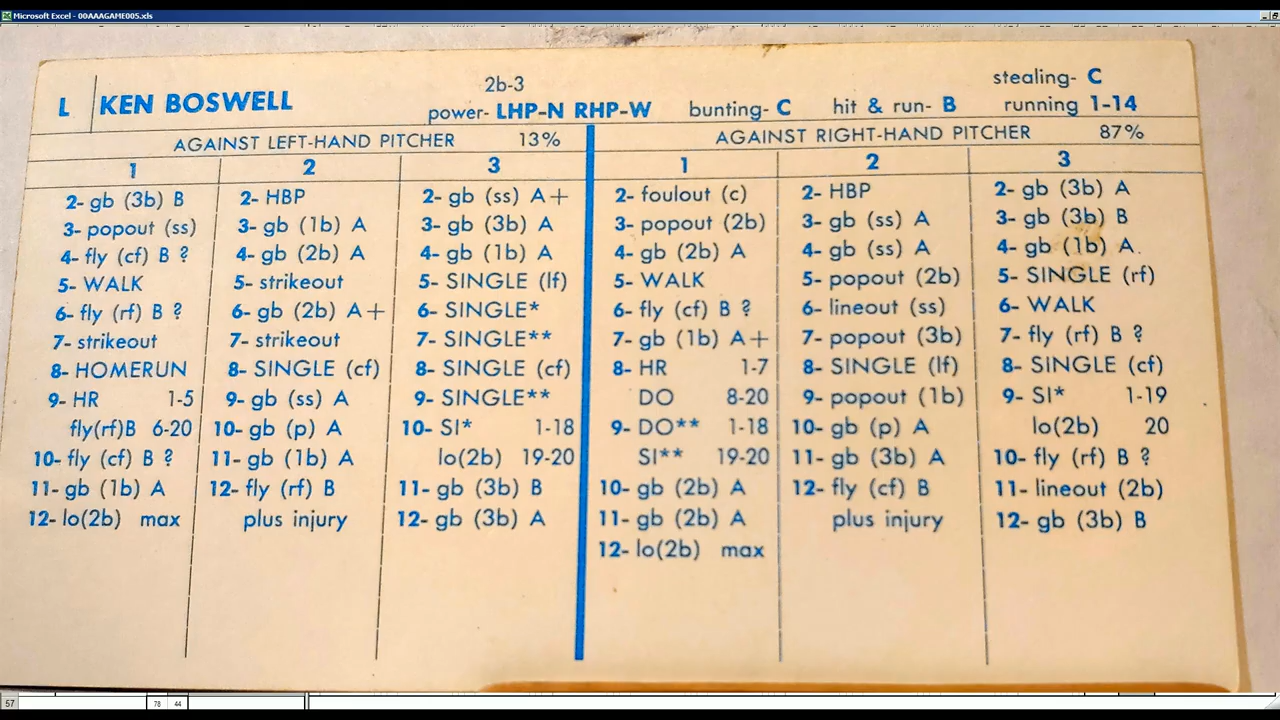 Microsoft Excel - 00AAAGAME005.xls
L KEN BOSWELL
2b-3
power- LHP-N RHP-W
bunting- C
hit & run- B
stealing- C
running 1-14
AGAINST LEFT-HAND PITCHER 13%
1
2- gb (3b) B
3- popout (ss)
4- fly (cf) B ?
5- WALK
6- fly (rf) B ?
7- strikeout
8- HOMERUN
9- HR 1-5
fly(rf)B 6-20
10- fly (cf) B ?
11- gb (1b) A
12- lo(2b) max
2
2- HBP
3- gb (1b) A
4- gb (2b) A
5- strikeout
6- gb (2b) A+
7- strikeout
8- SINGLE (cf)
9- gb (ss) A
10- gb (p) A
11- gb (1b) A
12- fly (rf) B
plus injury
3
2- gb (ss) A+
3- gb (3b) A
4- gb (1b) A
5- SINGLE (lf)
6- SINGLE*
7- SINGLE**
8- SINGLE (cf)
9- SINGLE**
10- SI* 1-18
lo(2b) 19-20
11- gb (3b) B
12- gb (3b) A
AGAINST RIGHT-HAND PITCHER 87%
1
2- foulout (c)
3- popout (2b)
4- gb (2b) A
5- WALK
6- fly (cf) B ?
7- gb (1b) A+
8- HR 1-7
DO 8-20
9- DO** 1-18
SI** 19-20
10- gb (2b) A
11- gb (2b) A
12- lo(2b) max
2
2- HBP
3- gb (ss) A
4- gb (ss) A
5- popout (2b)
6- lineout (ss)
7- popout (3b)
8- SINGLE (lf)
9- popout (1b)
10- gb (p) A
11- gb (3b) A
12- fly (cf) B
plus injury
3
2- gb (3b) A
3- gb (3b) B
4- gb (1b) A
5- SINGLE (rf)
6- WALK
7- fly (rf) B ?
8- SINGLE (cf)
9- SI* 1-19
lo(2b) 20
10- fly (rf) B ?
11- lineout (2b)
12- gb (3b) B
57
78 44